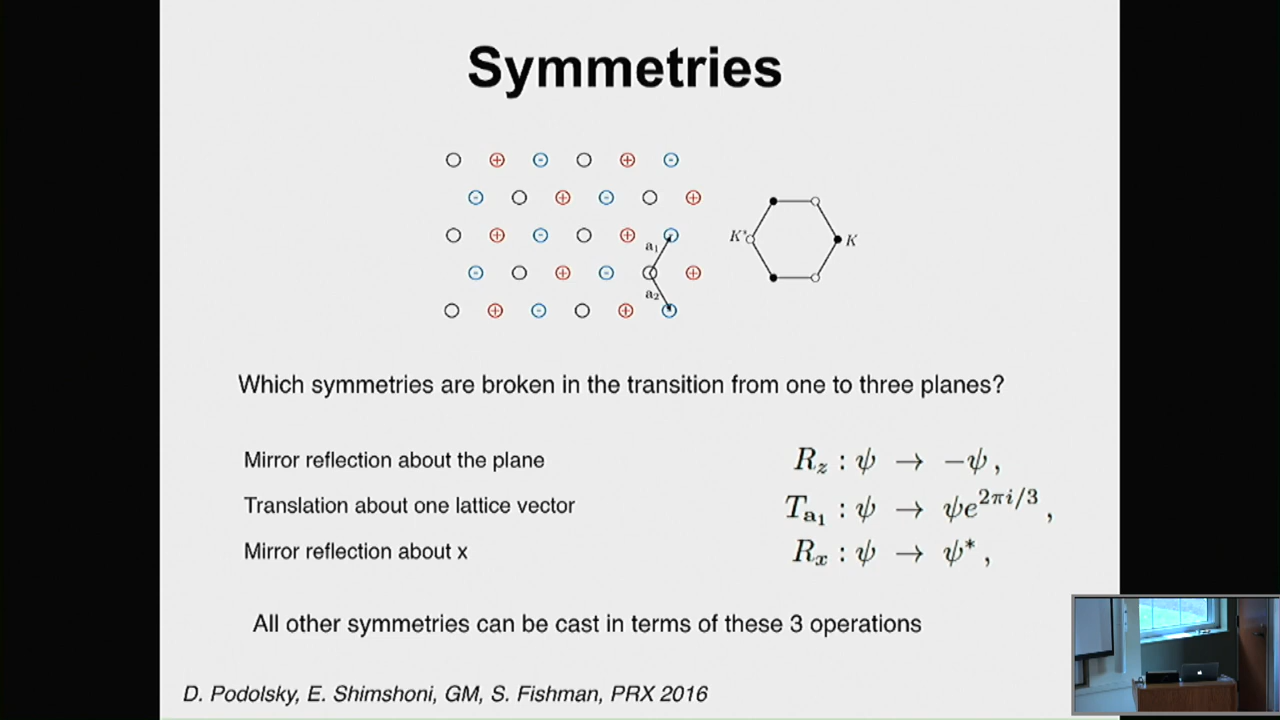 Symmetries
a₁
a₂
K* K
Which symmetries are broken in the transition from one to three planes?
Mirror reflection about the plane R_z : ψ → −ψ ,
Translation about one lattice vector T_{a₁} : ψ → ψe^{2πi/3} ,
Mirror reflection about x R_x : ψ → ψ* ,
All other symmetries can be cast in terms of these 3 operations
D. Podolsky, E. Shimshoni, GM, S. Fishman, PRX 2016